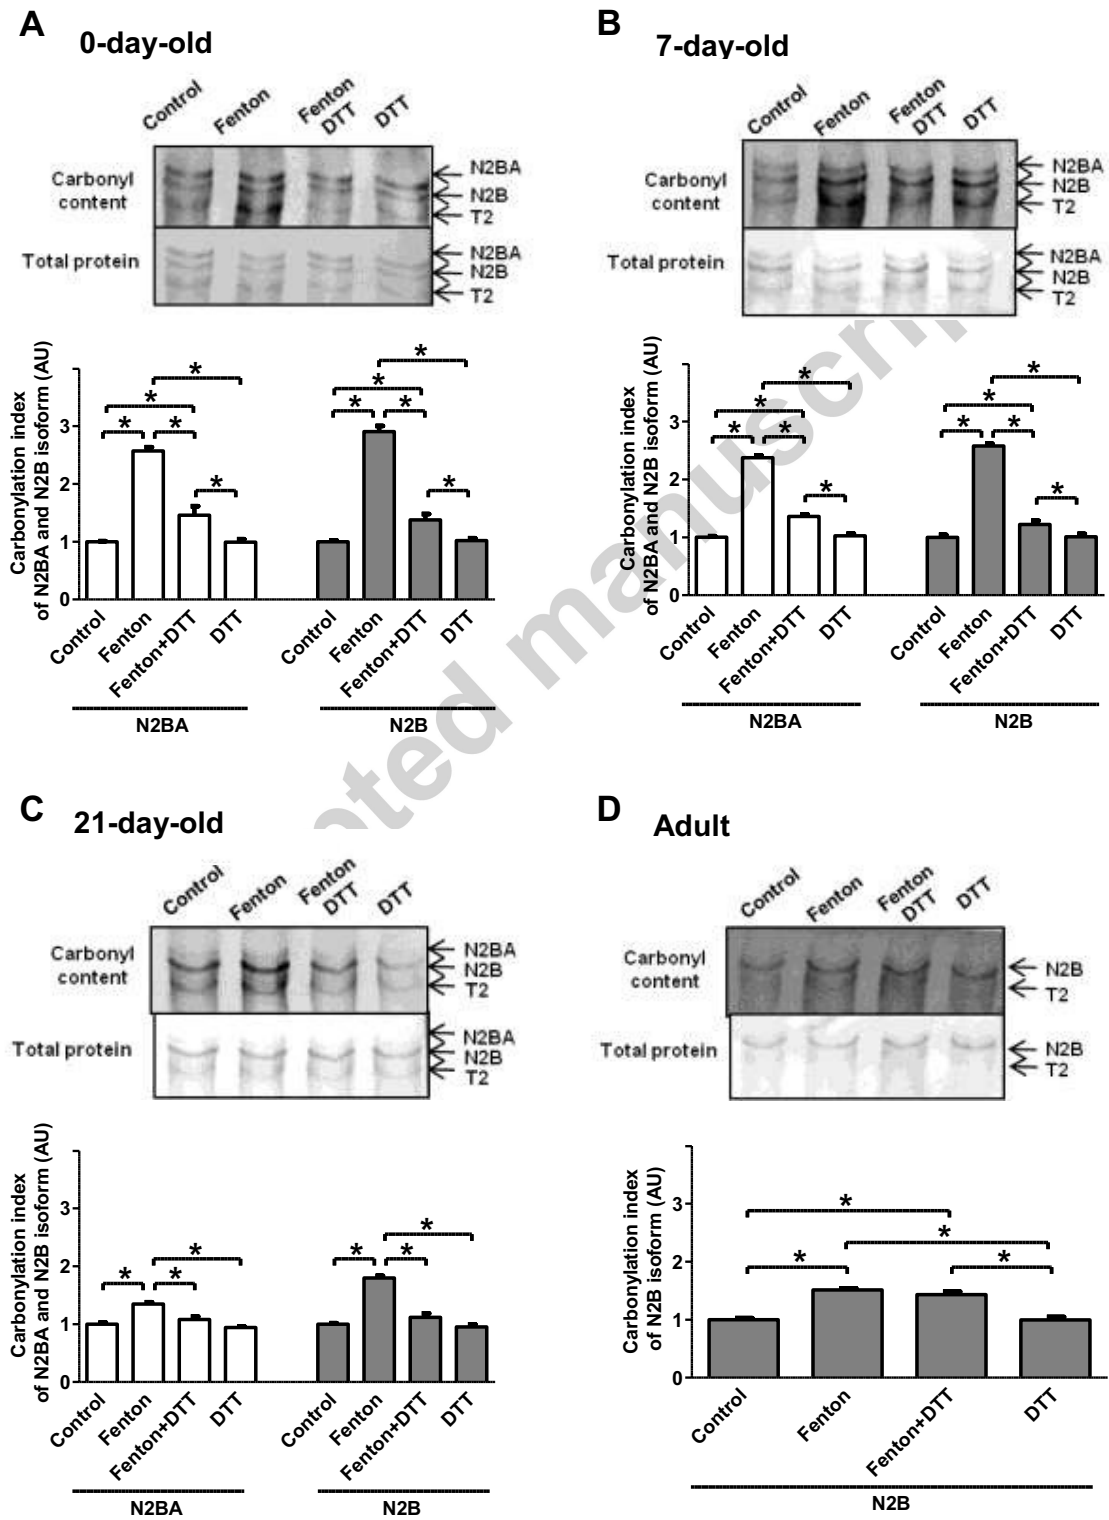 A
0-day-old
Control
Fenton
Fenton
DTT
DTT
Carbonyl
content
N2BA
N2B
T2
Total protein
N2BA
N2B
T2
Carbonylation index
of N2BA and N2B isoform (AU)
3
2
1
0
*
*
*
*
*
*
*
*
*
*
Control
Fenton
Fenton+DTT
DTT
Control
Fenton
Fenton+DTT
DTT
N2BA
N2B
B
7-day-old
Control
Fenton
Fenton
DTT
DTT
Carbonyl
content
N2BA
N2B
T2
Total protein
N2BA
N2B
T2
Carbonylation index
of N2BA and N2B isoform (AU)
3
2
1
0
*
*
*
*
*
*
*
*
*
*
Control
Fenton
Fenton+DTT
DTT
Control
Fenton
Fenton+DTT
DTT
N2BA
N2B
C
21-day-old
Control
Fenton
Fenton
DTT
DTT
Carbonyl
content
N2BA
N2B
T2
Total protein
N2BA
N2B
T2
Carbonylation index
of N2BA and N2B isoform (AU)
3
2
1
0
*
*
*
*
*
*
Control
Fenton
Fenton+DTT
DTT
Control
Fenton
Fenton+DTT
DTT
N2BA
N2B
D
Adult
Control
Fenton
Fenton
DTT
DTT
Carbonyl
content
N2B
T2
Total protein
N2B
T2
Carbonylation index
of N2B isoform (AU)
3
2
1
0
*
*
*
*
Control
Fenton
Fenton+DTT
DTT
N2B
manuscript